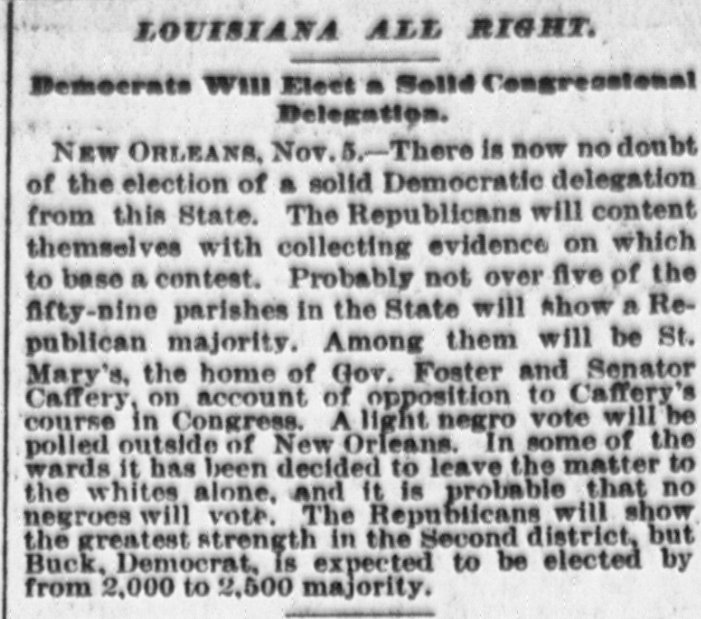 LOUISIANA ALL RIGHT.
Democrats Will Elect a Solid Congressional
Delegation.
NEW ORLEANS, Nov. 5.—There is now no doubt
of the election of a solid Democratic delegation
from this State. The Republicans will content
themselves with collecting evidence on which
to base a contest. Probably not over five of the
fifty-nine parishes in the State will show a Re-
publican majority. Among them will be St.
Mary's, the home of Gov. Foster and Senator
Caffery, on account of opposition to Caffery's
course in Congress. A light negro vote will be
polled outside of New Orleans. In some of the
wards it has been decided to leave the matter to
the whites alone, and it is probable that no
negroes will vote. The Republicans will show
the greatest strength in the Second district, but
Buck, Democrat, is expected to be elected by
from 2,000 to 2,500 majority.